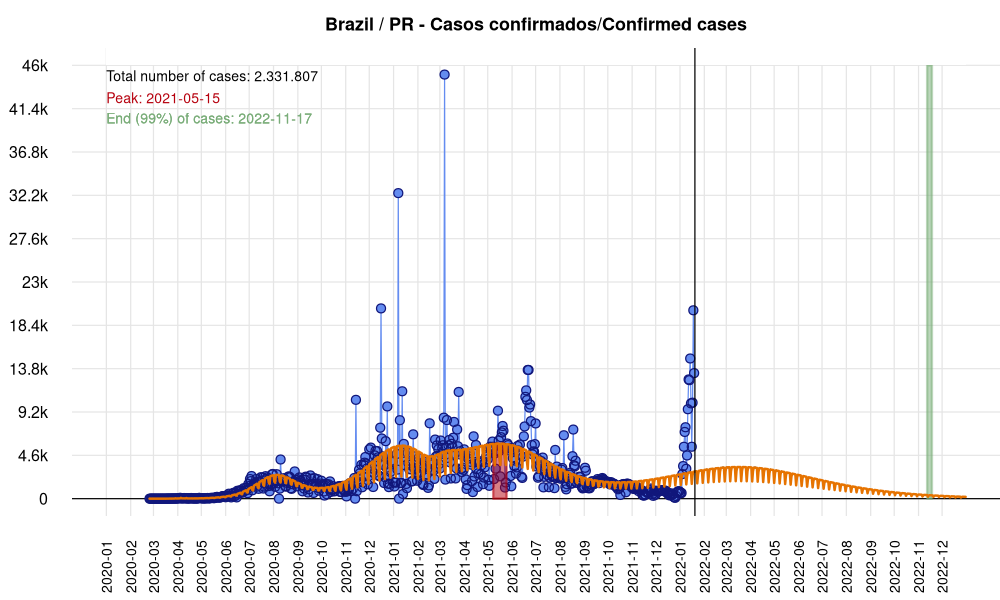 Brazil / PR - Casos confirmados/Confirmed cases
Total number of cases: 2.331.807
Peak: 2021-05-15
End (99%) of cases: 2022-11-17
46k
41.4k
36.8k
32.2k
27.6k
23k
18.4k
13.8k
9.2k
4.6k
0
2020-01
2020-02
2020-03
2020-04
2020-05
2020-06
2020-07
2020-08
2020-09
2020-10
2020-11
2020-12
2021-01
2021-02
2021-03
2021-04
2021-05
2021-06
2021-07
2021-08
2021-09
2021-10
2021-11
2021-12
2022-01
2022-02
2022-03
2022-04
2022-05
2022-06
2022-07
2022-08
2022-09
2022-10
2022-11
2022-12